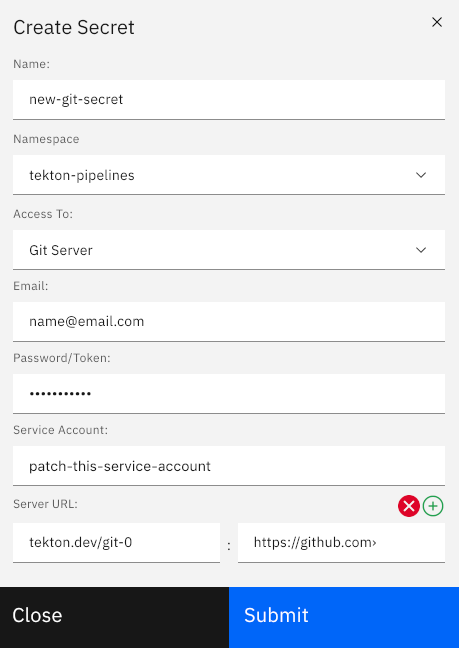 Create Secret
Name:
new-git-secret
Namespace
tekton-pipelines
Access To:
Git Server
Email:
name@email.com
Password/Token:
•••••••••••
Service Account:
patch-this-service-account
Server URL:
tekton.dev/git-0 : https://github.com›
Close Submit